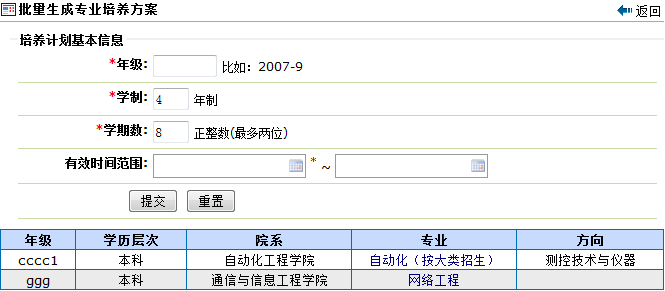 批量生成专业培养方案 返回
培养计划基本信息
*年级： 比如：2007-9
*学制： 4 年制
*学期数： 8 正整数(最多两位)
有效时间范围： * ~
提交 重置
年级 学历层次 院系 专业 方向
cccc1 本科 自动化工程学院 自动化（按大类招生） 测控技术与仪器
ggg 本科 通信与信息工程学院 网络工程